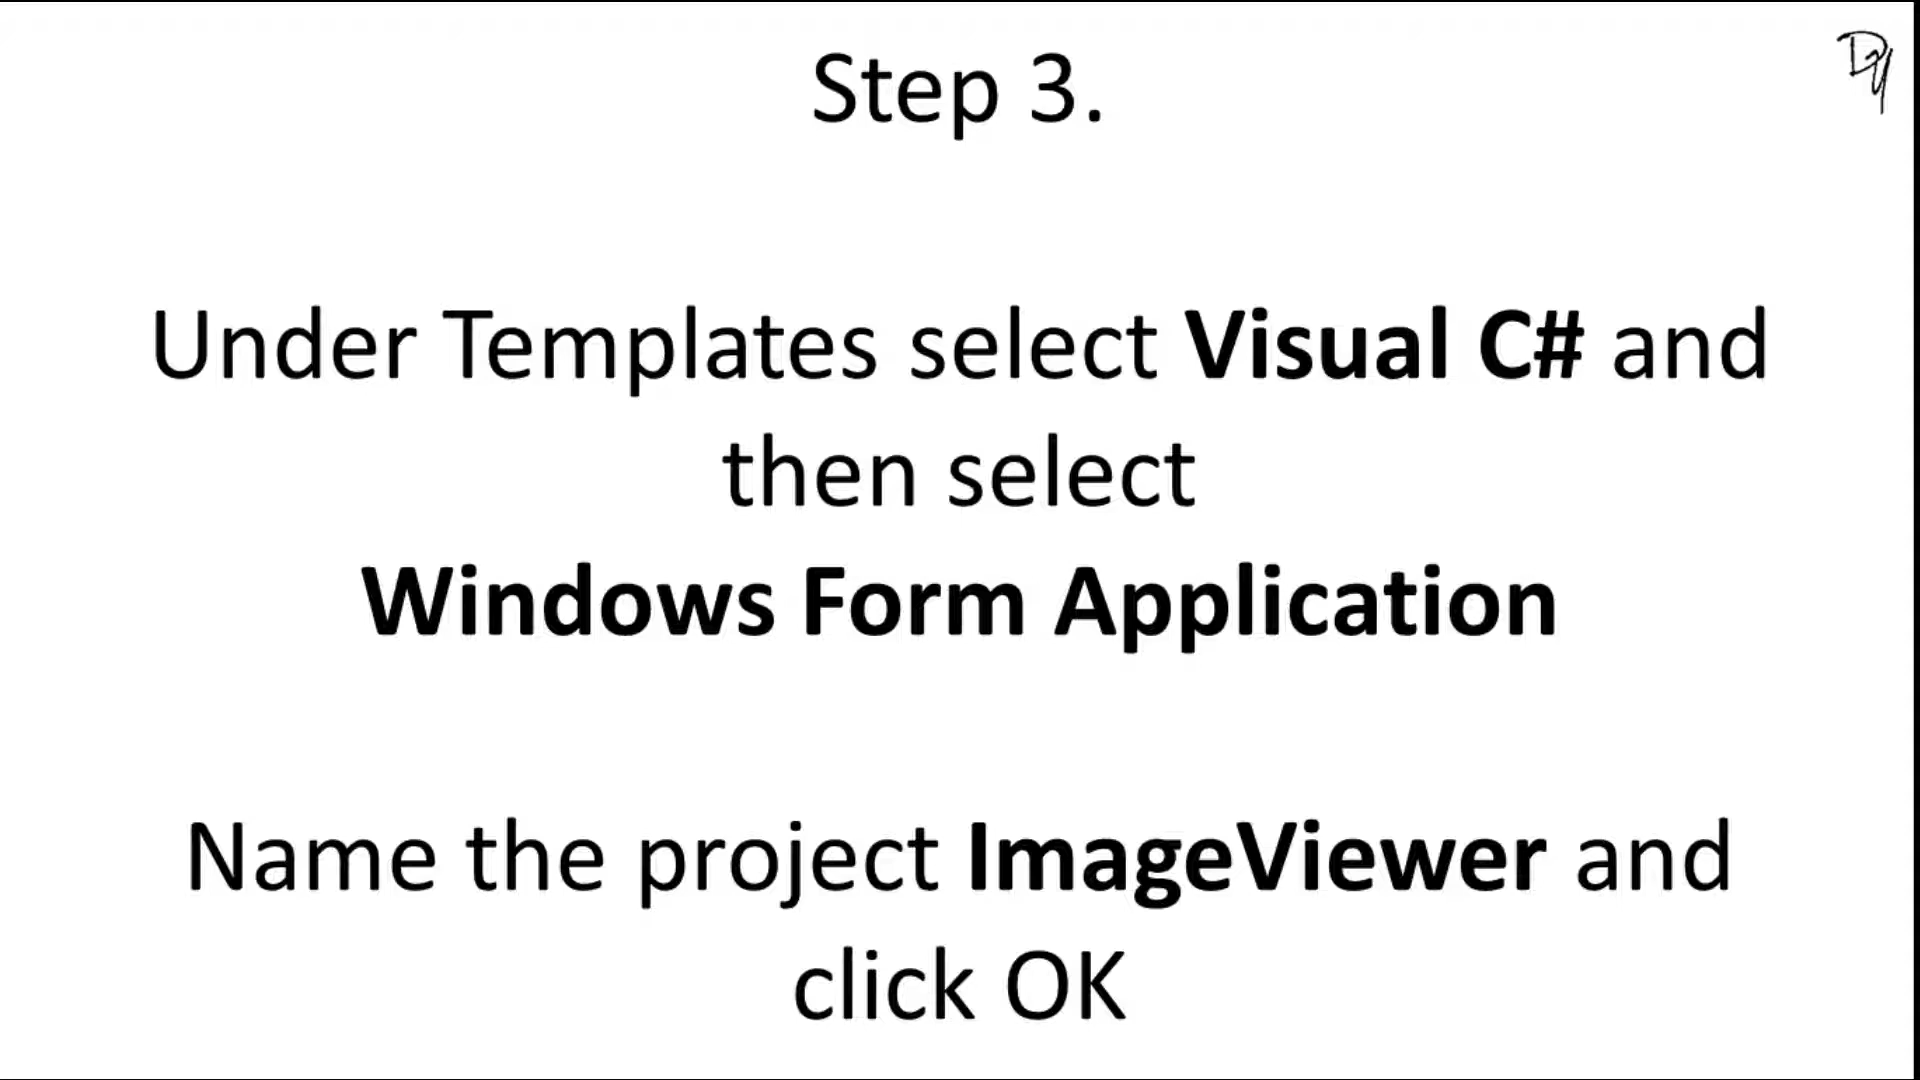 Step 3.
Under Templates select Visual C# and
then select
Windows Form Application
Name the project ImageViewer and
click OK